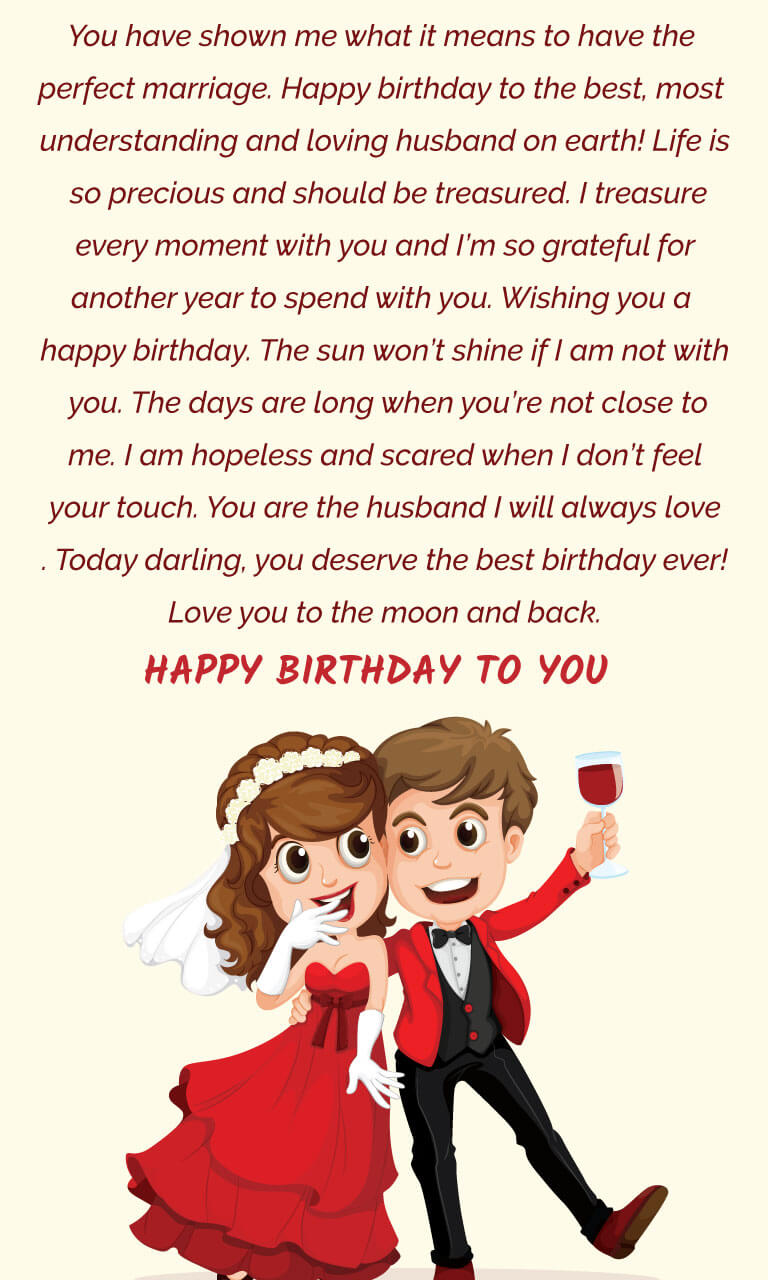 You have shown me what it means to have the
perfect marriage. Happy birthday to the best, most
understanding and loving husband on earth! Life is
so precious and should be treasured. I treasure
every moment with you and I’m so grateful for
another year to spend with you. Wishing you a
happy birthday. The sun won’t shine if I am not with
you. The days are long when you’re not close to
me. I am hopeless and scared when I don’t feel
your touch. You are the husband I will always love
. Today darling, you deserve the best birthday ever!
Love you to the moon and back.
HAPPY BIRTHDAY TO YOU